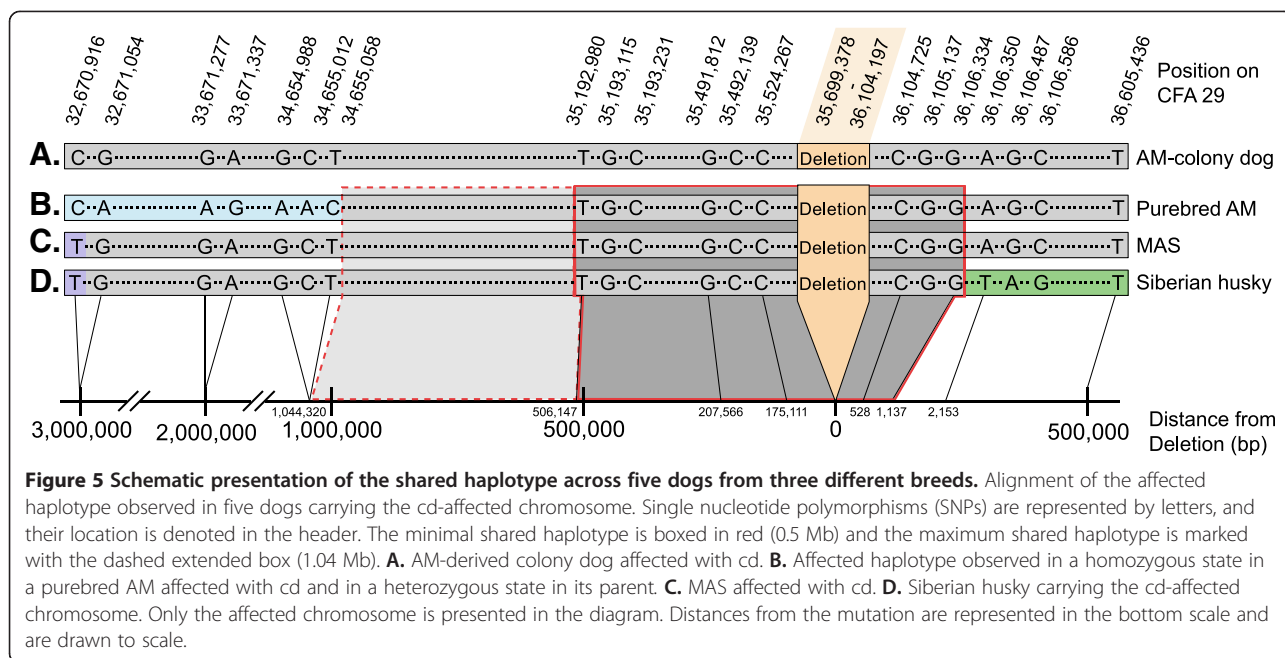 32,670,916 32,671,054 33,671,277 33,671,337 34,654,988 34,655,012 34,655,058 35,192,980 35,193,115 35,193,231 35,491,812 35,492,139 35,524,267 35,699,378 - 36,104,197 36,104,725 36,105,137 36,106,334 36,106,350 36,106,487 36,106,586 36,605,436
Position on
CFA 29
A. C G G A G C T T G C G C C Deletion C G G A G C T AM-colony dog
B. C A A G A A C T G C G C C Deletion C G G A G C T Purebred AM
C. T G G A G C T T G C G C C Deletion C G G A G C T MAS
D. T G G A G C T T G C G C C Deletion C G G T A G T Siberian husky
1,044,320 506,147 207,566 175,111 528 1,137 2,153
3,000,000 2,000,000 1,000,000 500,000 0 500,000
Distance from
Deletion (bp)
Figure 5 Schematic presentation of the shared haplotype across five dogs from three different breeds. Alignment of the affected
haplotype observed in five dogs carrying the cd-affected chromosome. Single nucleotide polymorphisms (SNPs) are represented by letters, and
their location is denoted in the header. The minimal shared haplotype is boxed in red (0.5 Mb) and the maximum shared haplotype is marked
with the dashed extended box (1.04 Mb). A. AM-derived colony dog affected with cd. B. Affected haplotype observed in a homozygous state in
a purebred AM affected with cd and in a heterozygous state in its parent. C. MAS affected with cd. D. Siberian husky carrying the cd-affected
chromosome. Only the affected chromosome is presented in the diagram. Distances from the mutation are represented in the bottom scale and
are drawn to scale.